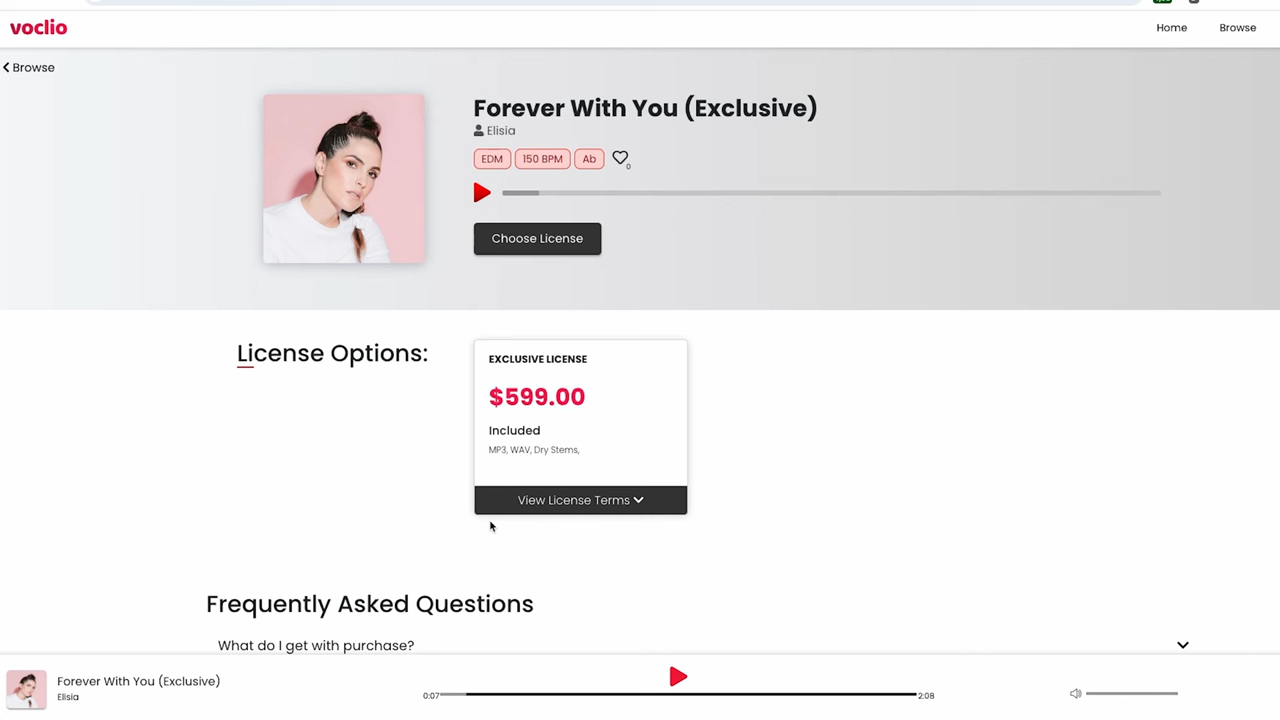 voclio
Home
Browse
Browse
Forever With You (Exclusive)
Elisia
EDM
150 BPM
Ab
0
Choose License
License Options:
EXCLUSIVE LICENSE
$599.00
Included
MP3, WAV, Dry Stems,
View License Terms
Frequently Asked Questions
What do I get with purchase?
Forever With You (Exclusive)
Elisia
0:07
2:08